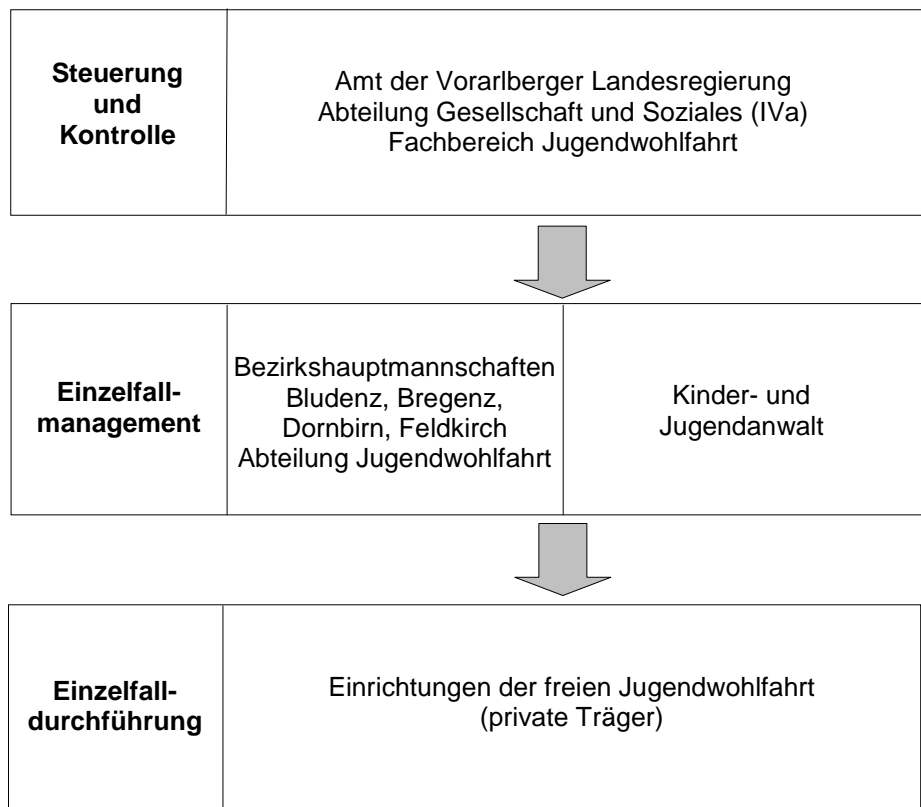 Steuerung
und
Kontrolle
Amt der Vorarlberger Landesregierung
Abteilung Gesellschaft und Soziales (IVa)
Fachbereich Jugendwohlfahrt
Einzelfall-
management
Bezirkshauptmannschaften
Bludenz, Bregenz,
Dornbirn, Feldkirch
Abteilung Jugendwohlfahrt
Kinder- und
Jugendanwalt
Einzelfall-
durchführung
Einrichtungen der freien Jugendwohlfahrt
(private Träger)